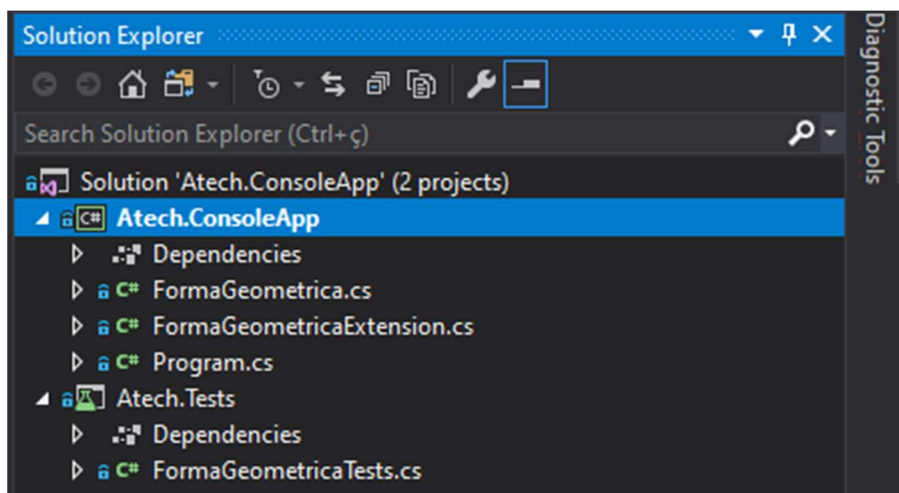 Solution Explorer
Search Solution Explorer (Ctrl+ç)
Solution 'Atech.ConsoleApp' (2 projects)
C# Atech.ConsoleApp
Dependencies
C# FormaGeometrica.cs
C# FormaGeometricaExtension.cs
C# Program.cs
Atech.Tests
Dependencies
C# FormaGeometricaTests.cs
Diagnostic Tools